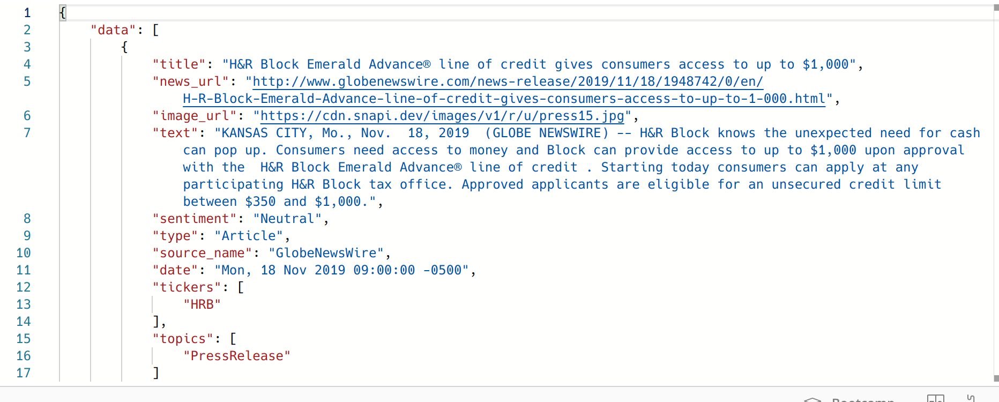 1 {
2 "data": [
3 {
4 "title": "H&R Block Emerald Advance® line of credit gives consumers access to up to $1,000",
5 "news_url": "http://www.globenewswire.com/news-release/2019/11/18/1948742/0/en/
H-R-Block-Emerald-Advance-line-of-credit-gives-consumers-access-to-up-to-1-000.html",
6 "image_url": "https://cdn.snapi.dev/images/v1/r/u/press15.jpg",
7 "text": "KANSAS CITY, Mo., Nov.  18, 2019  (GLOBE NEWSWIRE) -- H&R Block knows the unexpected need for cash
can pop up. Consumers need access to money and Block can provide access to up to $1,000 upon approval
with the  H&R Block Emerald Advance® line of credit . Starting today consumers can apply at any
participating H&R Block tax office. Approved applicants are eligible for an unsecured credit limit
between $350 and $1,000.",
8 "sentiment": "Neutral",
9 "type": "Article",
10 "source_name": "GlobeNewsWire",
11 "date": "Mon, 18 Nov 2019 09:00:00 -0500",
12 "tickers": [
13 "HRB"
14 ],
15 "topics": [
16 "PressRelease"
17 ]
Bootcamp